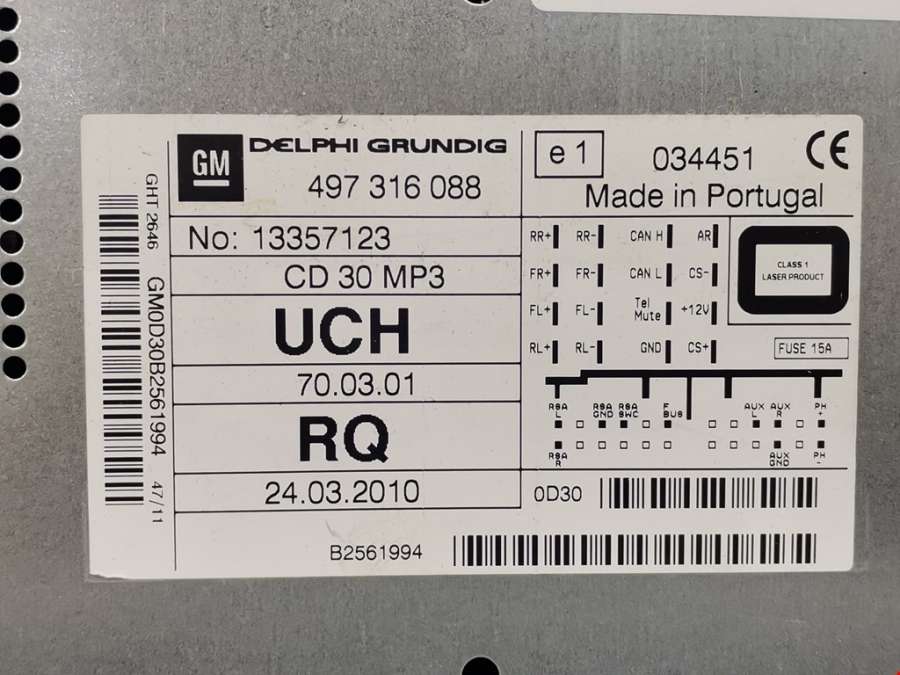 GM DELPHI GRUNDIG
497 316 088
No: 13357123
CD 30 MP3
UCH
70.03.01
RQ
24.03.2010
GHT 2646 GM0D30B2561994 47/11
e1 034451 CE
Made in Portugal
RR+ RR- CAN H AR
FR+ FR- CAN L CS-
FL+ FL- Tel Mute +12V
RL+ RL- GND CS+
CLASS 1
LASER PRODUCT
FUSE 15A
RSA L RSA GND RSA SWC F BUS AUX L AUX R PH +
RSA R AUX GND PH -
0D30
B2561994